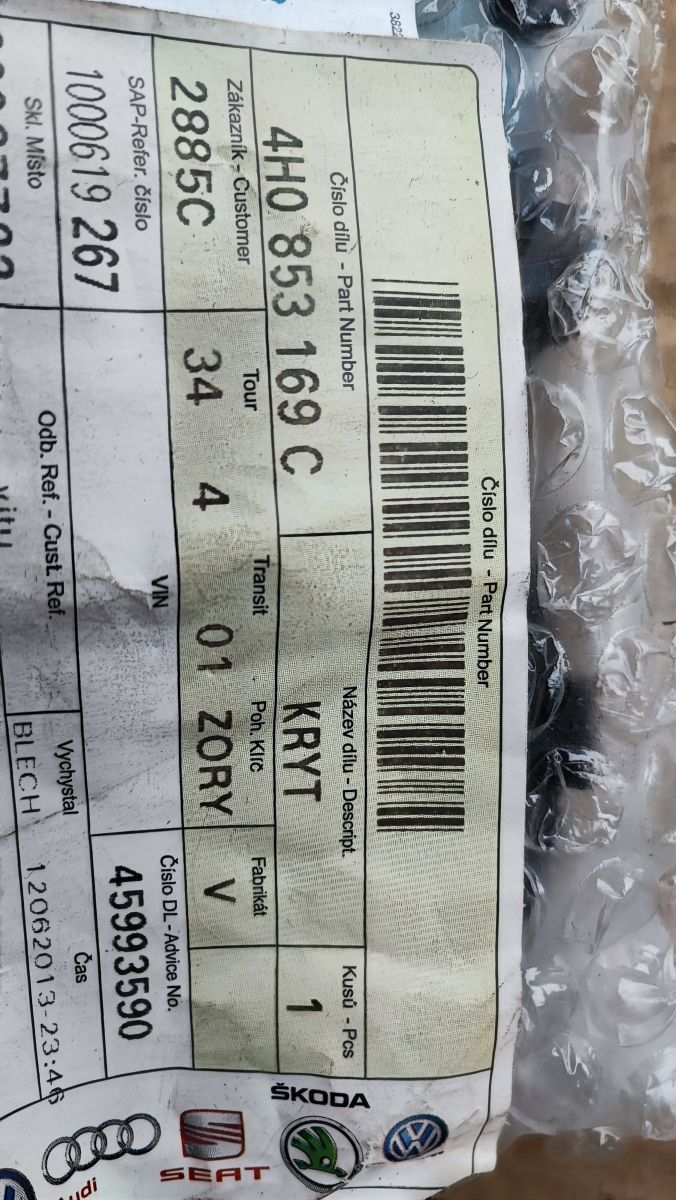 Číslo dílu - Part Number
Číslo dílu - Part Number
4H0 853 169 C
Název dílu - Descript.
KRYT
Kusů - Pcs
1
Zákazník - Customer
2885C
Tour
34 4
Transit
01
Poh. Klíč
ZORY
Fabrikát
V
SAP-Refer. číslo
1000619 267
VIN
Číslo DL - Advice No.
45993590
Skl. Místo
Odb. Ref. - Cust. Ref.
Vychystal
BLECH
Čas
12062013-23:46
ŠKODA
SEAT
Audi